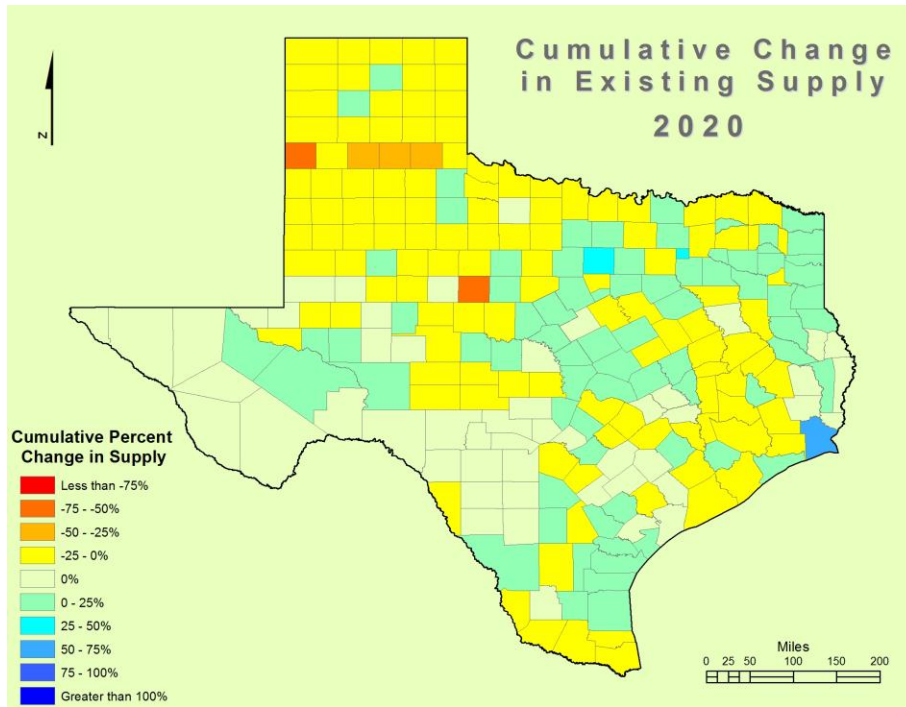 Cumulative Change
in Existing Supply
2020
N
Cumulative Percent
Change in Supply
Less than -75%
-75 - -50%
-50 - -25%
-25 - 0%
0%
0 - 25%
25 - 50%
50 - 75%
75 - 100%
Greater than 100%
Miles
0 25 50 100 150 200